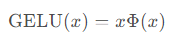 GELU(x) = xΦ(x)